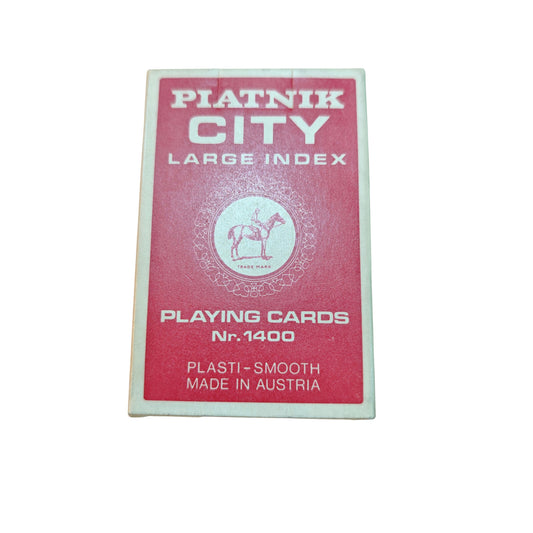 PIATNIK
CITY
LARGE INDEX
TRADE MARK
PLAYING CARDS
Nr.1400
PLASTI-SMOOTH
MADE IN AUSTRIA